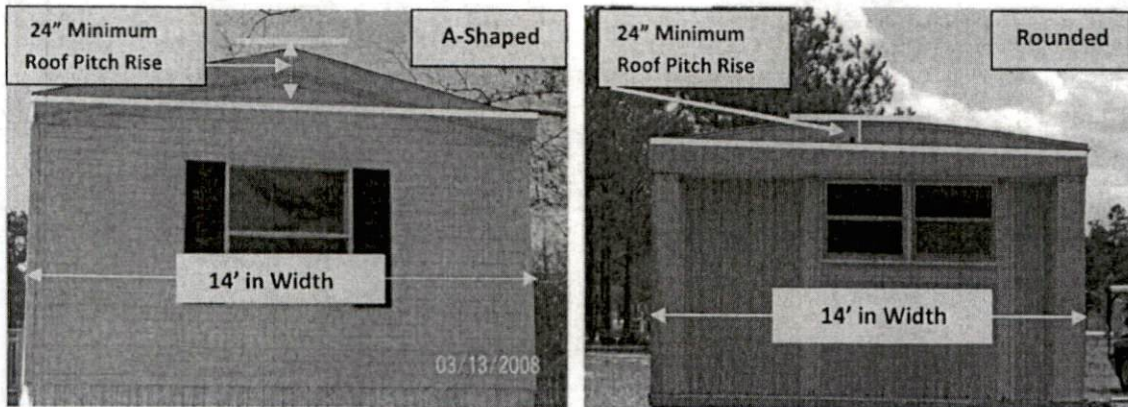 24" Minimum
Roof Pitch Rise
A-Shaped
14' in Width
03/13/2008
24" Minimum
Roof Pitch Rise
Rounded
14' in Width